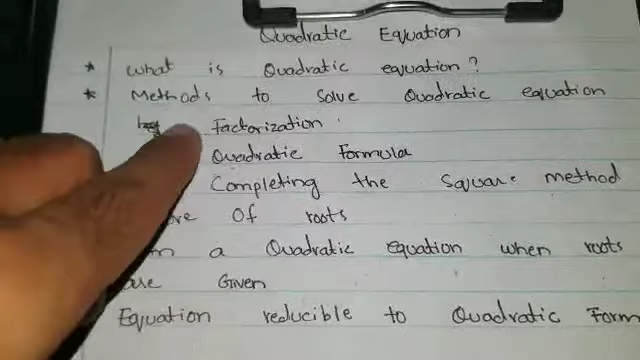 Quadratic Equation
* What is Quadratic equation?
* Methods to solve Quadratic equation
Factorization
Quadratic Formula
Completing the Square method
of roots
a Quadratic equation when roots
are Given
Equation reducible to Quadratic Form